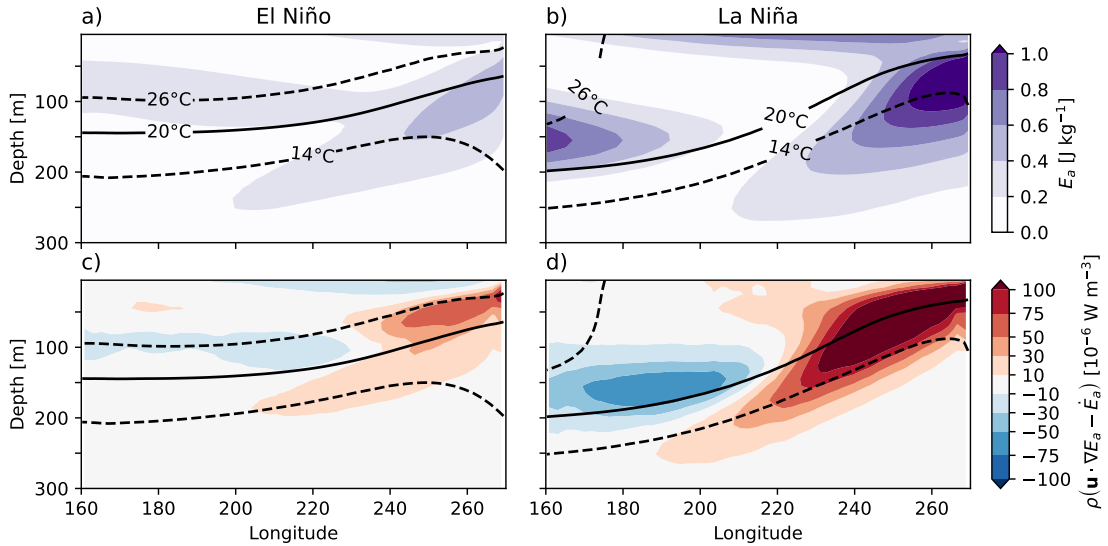 a) El Niño
b) La Niña
Depth [m]
100
200
300
26°C
20°C
14°C
26°C
20°C
14°C
1.0
0.8
0.6
0.4
0.2
0.0
E_a [J kg⁻¹]
c)
d)
Depth [m]
100
200
300
160 180 200 220 240 260
Longitude
160 180 200 220 240 260
Longitude
100
75
50
30
10
−10
−30
−50
−75
−100
ρ(𝐮 · ∇E_a − Ė_a) [10⁻⁶ W m⁻³]